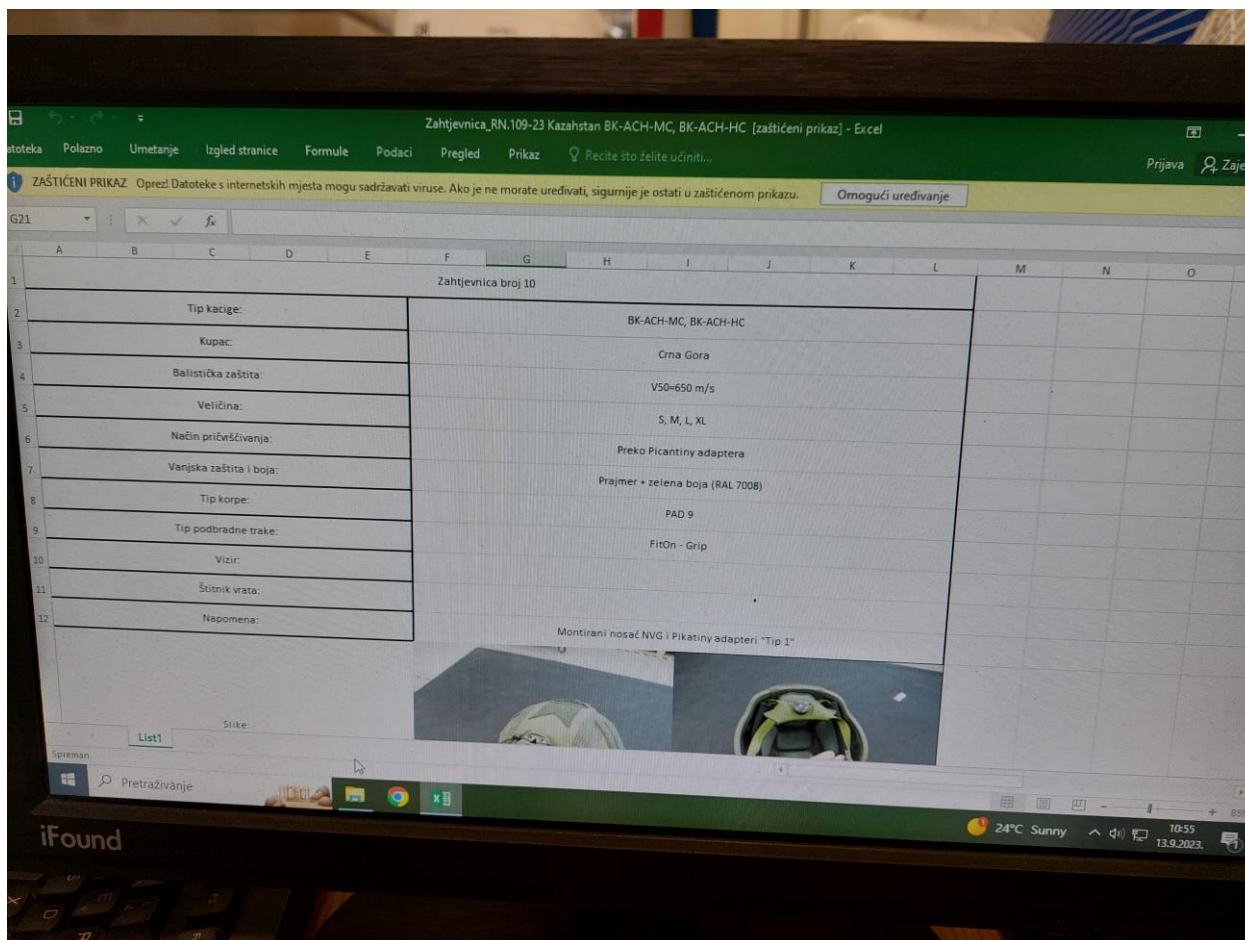 Zahtjevnica_RN.109-23 Kazahstan BK-ACH-MC, BK-ACH-HC [zaštićeni prikaz] - Excel
atoteka Polazno Umetanje Izgled stranice Formule Podaci Pregled Prikaz Recite što želite učiniti... Prijava Zaje
ZAŠTIĆENI PRIKAZ Oprez! Datoteke s internetskih mjesta mogu sadržavati viruse. Ako je ne morate uređivati, sigurnije je ostati u zaštićenom prikazu. Omogući uređivanje
G21 fx
A B C D E F G H I J K L M N O
1 Zahtjevnica broj 10
2 Tip kacige: BK-ACH-MC, BK-ACH-HC
3 Kupac: Crna Gora
4 Balistička zaštita: V50=650 m/s
5 Veličina: S, M, L, XL
6 Način pričvršćivanja: Preko Picantiny adaptera
7 Vanjska zaštita i boja: Prajmer + zelena boja (RAL 7008)
8 Tip korpe: PAD 9
9 Tip podbradne trake: FitOn - Grip
10 Vizir:
11 Štitnik vrata:
12 Napomena: Montirani nosač NVG i Pikatiny adapteri "Tip 1"
Slike:
List1
Spreman 85%
Pretraživanje 24°C Sunny 10:55
13.9.2023.
iFound